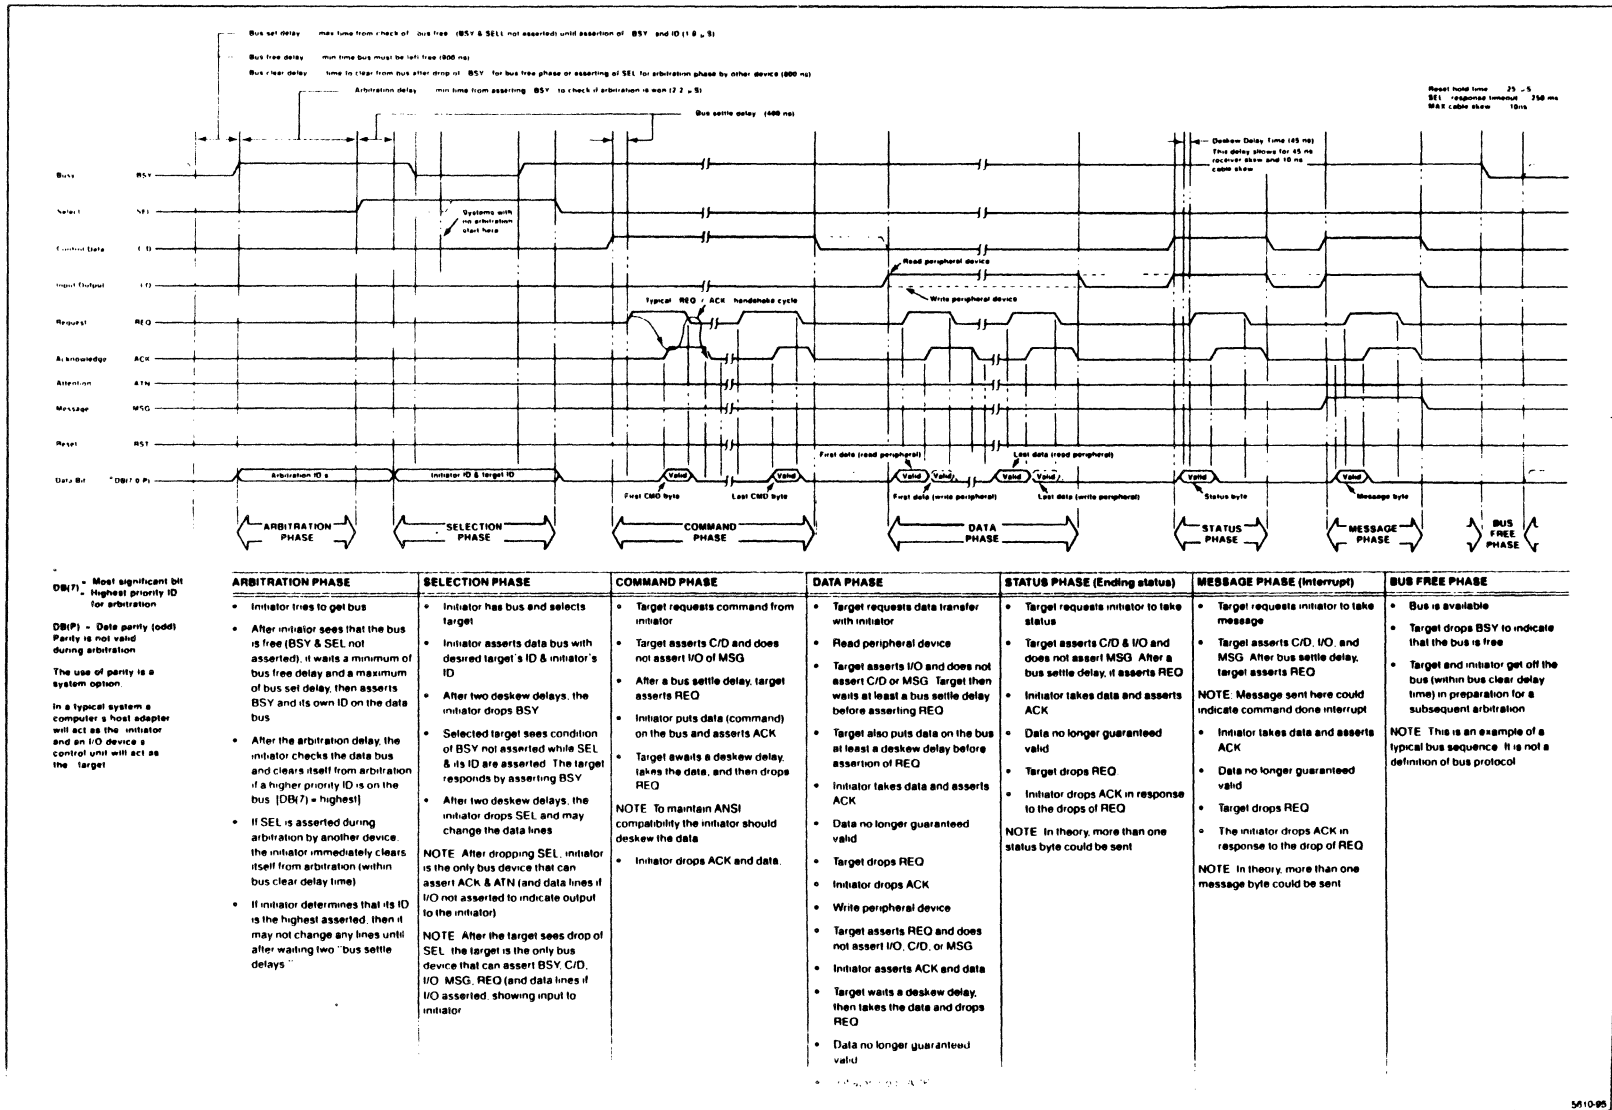 Bus set delay max time from check of bus free (BSY & SELL not asserted) until assertion of BSY and ID (1.8 µS)
Bus free delay min time bus must be left free (800 ns)
Bus clear delay time to clear from bus after drop of BSY for bus free phase or asserting of SEL for arbitration phase by other device (800 ns)
Arbitration delay min time from asserting BSY to check if arbitration is won (2.2 µS)
Bus settle delay (400 ns)
Reset hold time 25 µS
SEL response timeout 250 ms
MAX cable skew 10ns
Deskew Delay Time (45 ns)
This delay allows for 45 ns
receiver skew and 10 ns
cable skew
Busy BSY
Select SEL
Systems with
no arbitration
start here
Control Data C D
Read peripheral device
Input Output I O
Write peripheral device
Typical REQ / ACK handshake cycle
Request REQ
Acknowledge ACK
Attention ATN
Message MSG
Reset RST
First data (read peripheral)
Last data (read peripheral)
Data Bit *DB(7 0 P)
Arbitration ID s
Initiator ID & target ID
Valid
Valid
Valid
Valid
Valid
Valid
Valid
Valid
First CMD byte
Last CMD byte
First data (write peripheral)
Last data (write peripheral)
Status byte
Message byte
ARBITRATION
PHASE
SELECTION
PHASE
COMMAND
PHASE
DATA
PHASE
STATUS
PHASE
MESSAGE
PHASE
BUS
FREE
PHASE
DB(7) = Most significant bit
= Highest priority ID
for arbitration
DB(P) = Data parity (odd)
Parity is not valid
during arbitration
The use of parity is a
system option.
In a typical system a
computer s host adapter
will act as the initiator
and an I/O device s
control unit will act as
the target
ARBITRATION PHASE
• Initiator tries to get bus
• After initiator sees that the bus
is free (BSY & SEL not
asserted), it waits a minimum of
bus free delay and a maximum
of bus set delay, then asserts
BSY and its own ID on the data
bus
• After the arbitration delay, the
initiator checks the data bus
and clears itself from arbitration
if a higher priority ID is on the
bus [DB(7) = highest]
• If SEL is asserted during
arbitration by another device,
the initiator immediately clears
itself from arbitration (within
bus clear delay time)
• If initiator determines that its ID
is the highest asserted, then it
may not change any lines until
after waiting two "bus settle
delays "
SELECTION PHASE
• Initiator has bus and selects
target
• Initiator asserts data bus with
desired target's ID & initiator's
ID
• After two deskew delays, the
initiator drops BSY
• Selected target sees condition
of BSY not asserted while SEL
& its ID are asserted The target
responds by asserting BSY
• After two deskew delays, the
initiator drops SEL and may
change the data lines
NOTE After dropping SEL, initiator
is the only bus device that can
assert ACK & ATN (and data lines if
I/O not asserted to indicate output
to the initiator)
NOTE After the target sees drop of
SEL the target is the only bus
device that can assert BSY, C/D,
I/O MSG, REQ (and data lines if
I/O asserted, showing input to
initiator
COMMAND PHASE
• Target requests command from
initiator
• Target asserts C/D and does
not assert I/O of MSG
• After a bus settle delay, target
asserts REQ
• Initiator puts data (command)
on the bus and asserts ACK
• Target awaits a deskew delay,
takes the data, and then drops
REQ
NOTE To maintain ANSI
compatibility the initiator should
deskew the data
• Initiator drops ACK and data.
DATA PHASE
• Target requests data transfer
with initiator
• Read peripheral device
• Target asserts I/O and does not
assert C/D or MSG Target then
waits at least a bus settle delay
before asserting REQ
• Target also puts data on the bus
at least a deskew delay before
assertion of REQ
• Initiator takes data and asserts
ACK
• Data no longer guaranteed
valid
• Target drops REQ
• Initiator drops ACK
• Write peripheral device
• Target asserts REQ and does
not assert I/O, C/D, or MSG
• Initiator asserts ACK and data
• Target waits a deskew delay,
then takes the data and drops
REQ
• Data no longer guaranteed
valid
STATUS PHASE (Ending status)
• Target requests initiator to take
status
• Target asserts C/D & I/O and
does not assert MSG After a
bus settle delay, it asserts REQ
• Initiator takes data and asserts
ACK
• Data no longer guaranteed
valid
• Target drops REQ
• Initiator drops ACK in response
to the drops of REQ
NOTE In theory, more than one
status byte could be sent
MESSAGE PHASE (Interrupt)
• Target requests initiator to take
message
• Target asserts C/D, I/O, and
MSG After bus settle delay,
target asserts REQ
NOTE: Message sent here could
indicate command done interrupt
• Initiator takes data and asserts
ACK
• Data no longer guaranteed
valid
• Target drops REQ
• The initiator drops ACK in
response to the drop of REQ
NOTE In theory, more than one
message byte could be sent
BUS FREE PHASE
• Bus is available
• Target drops BSY to indicate
that the bus is free
• Target and initiator get off the
bus (within bus clear delay
time) in preparation for a
subsequent arbitration
NOTE This is an example of a
typical bus sequence It is not a
definition of bus protocol
5610-95